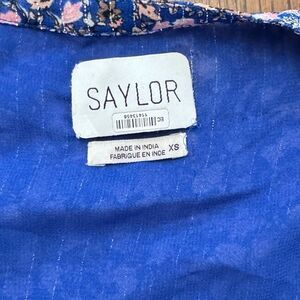 SAYLOR
MADE IN INDIA
FABRIQUE EN INDE
XS